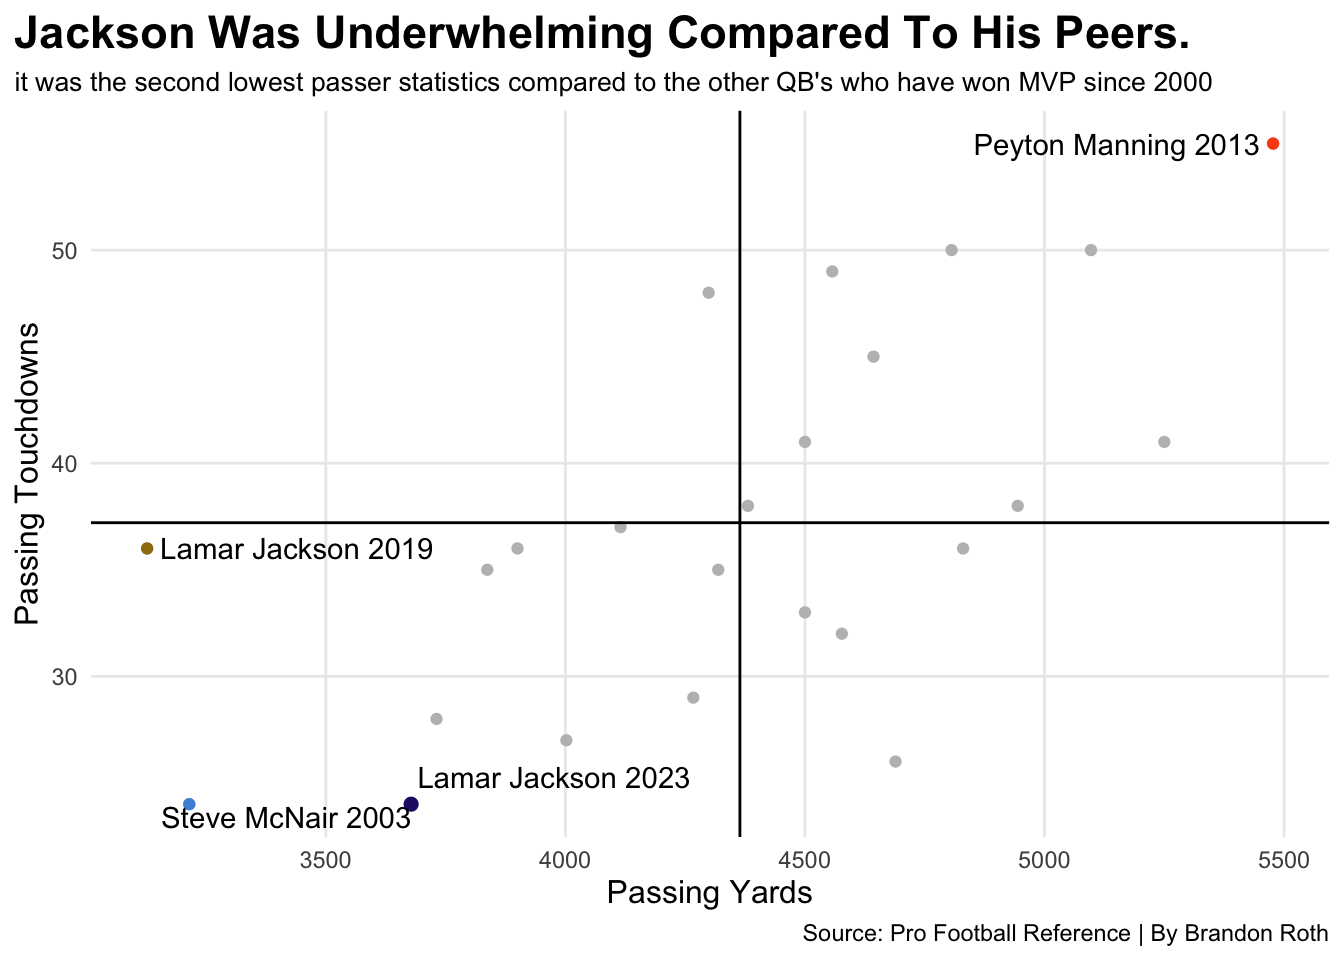 Jackson Was Underwhelming Compared To His Peers.
it was the second lowest passer statistics compared to the other QB's who have won MVP since 2000
Peyton Manning 2013
50
40
30
Passing Touchdowns
Lamar Jackson 2019
Lamar Jackson 2023
Steve McNair 2003
3500
4000
4500
5000
5500
Passing Yards
Source: Pro Football Reference | By Brandon Roth